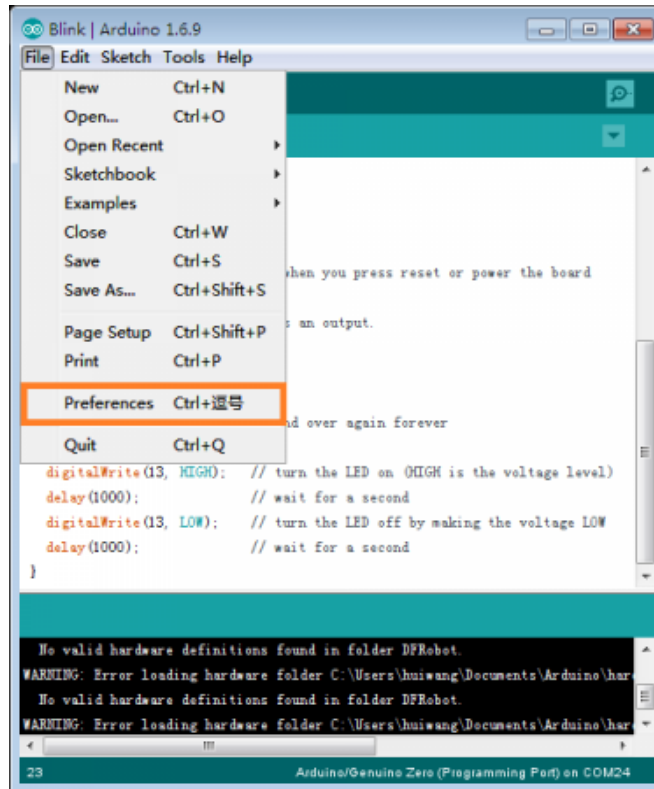 Blink | Arduino 1.6.9
File Edit Sketch Tools Help
New Ctrl+N
Open... Ctrl+O
Open Recent
Sketchbook
Examples
Close Ctrl+W
Save Ctrl+S
Save As... Ctrl+Shift+S
Page Setup Ctrl+Shift+P
Print Ctrl+P
Preferences Ctrl+逗号
Quit Ctrl+Q
when you press reset or power the board
s an output.
nd over again forever
digitalWrite(13, HIGH); // turn the LED on (HIGH is the voltage level)
delay(1000); // wait for a second
digitalWrite(13, LOW); // turn the LED off by making the voltage LOW
delay(1000); // wait for a second
}
No valid hardware definitions found in folder DFRobot.
WARNING: Error loading hardware folder C:\Users\huiwang\Documents\Arduino\har
No valid hardware definitions found in folder DFRobot.
WARNING: Error loading hardware folder C:\Users\huiwang\Documents\Arduino\har
23 Arduino/Genuino Zero (Programming Port) on COM24